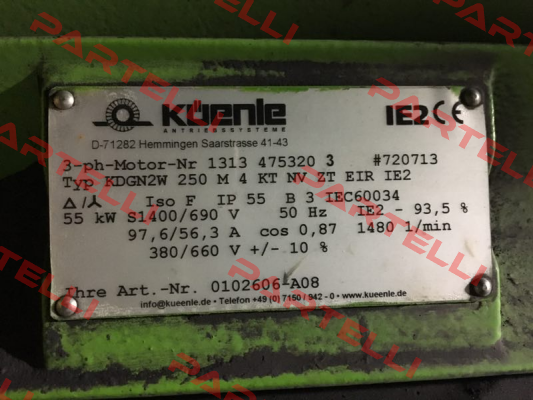 PARTELLI
PARTELLI
PARTELLI
KÜENLE
ANTRIEBSSYSTEME
IE2 CE
D-71282 Hemmingen Saarstrasse 41-43
3-ph-Motor-Nr 1313 475320 3 #720713
Typ KDGN2W 250 M 4 KT NV ZT EIR IE2
Δ/⅄ Iso F IP 55 B 3 IEC60034
55 kW S1400/690 V 50 Hz IE2 - 93,5 %
97,6/56,3 A cos 0,87 1480 1/min
380/660 V +/- 10 %
Ihre Art.-Nr. 0102606-A08
info@kueenle.de • Telefon +49 (0) 7150 / 942 - 0 • www.kueenle.de